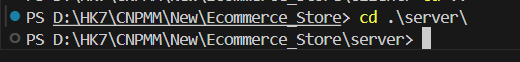 PS D:\HK7\CNPMM\New\Ecommerce_Store> cd .\server\
PS D:\HK7\CNPMM\New\Ecommerce_Store\server>